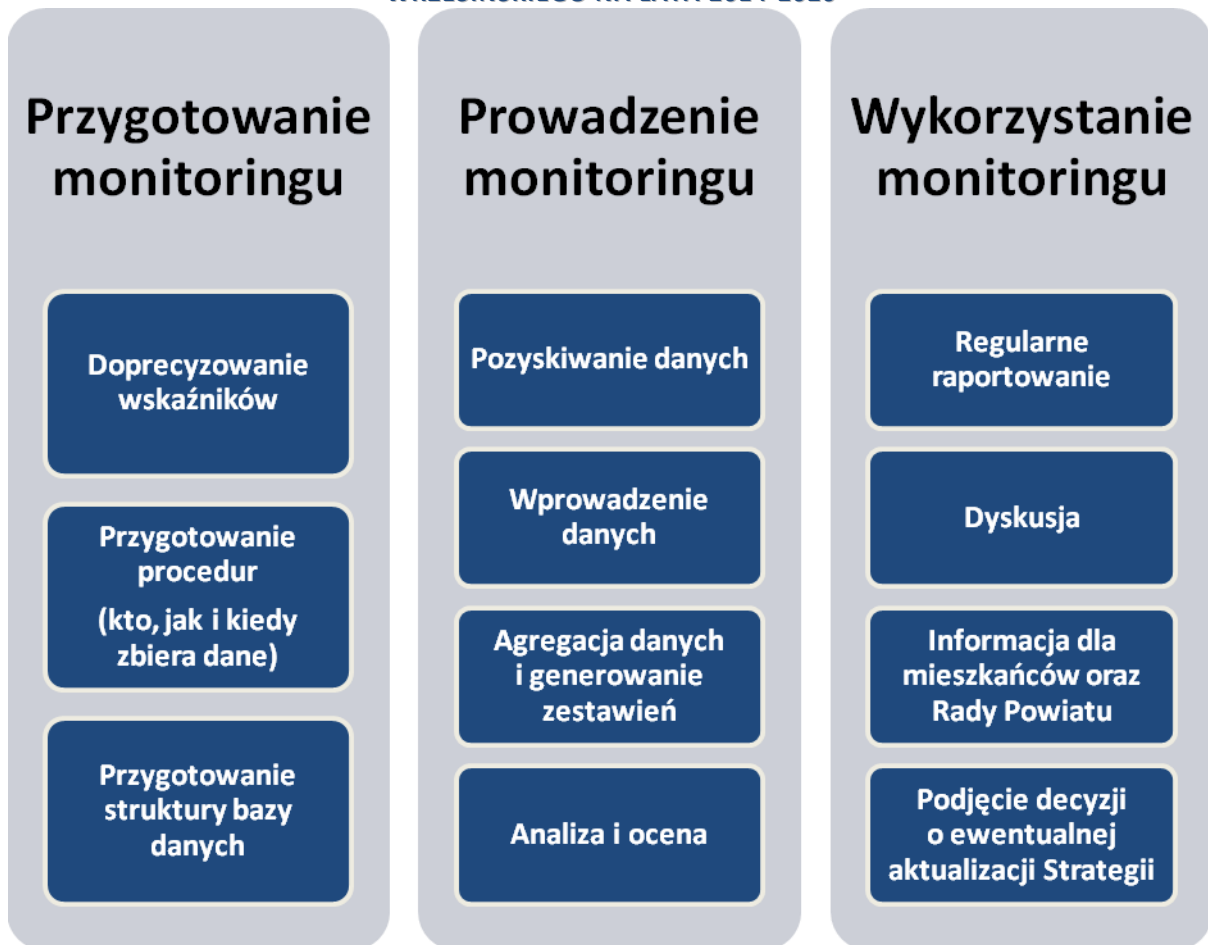 Przygotowanie
monitoringu
Doprecyzowanie
wskaźników
Przygotowanie
procedur
(kto, jak i kiedy
zbiera dane)
Przygotowanie
struktury bazy
danych
Prowadzenie
monitoringu
Pozyskiwanie danych
Wprowadzenie
danych
Agregacja danych
i generowanie
zestawień
Analiza i ocena
Wykorzystanie
monitoringu
Regularne
raportowanie
Dyskusja
Informacja dla
mieszkańców oraz
Rady Powiatu
Podjęcie decyzji
o ewentualnej
aktualizacji Strategii